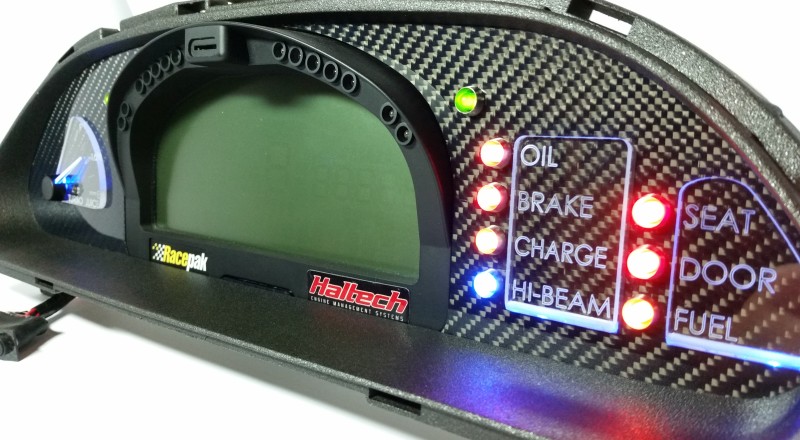 Racepak
Haltech
ENGINE MANAGEMENT SYSTEMS
OIL
BRAKE
CHARGE
HI-BEAM
SEAT
DOOR
FUEL